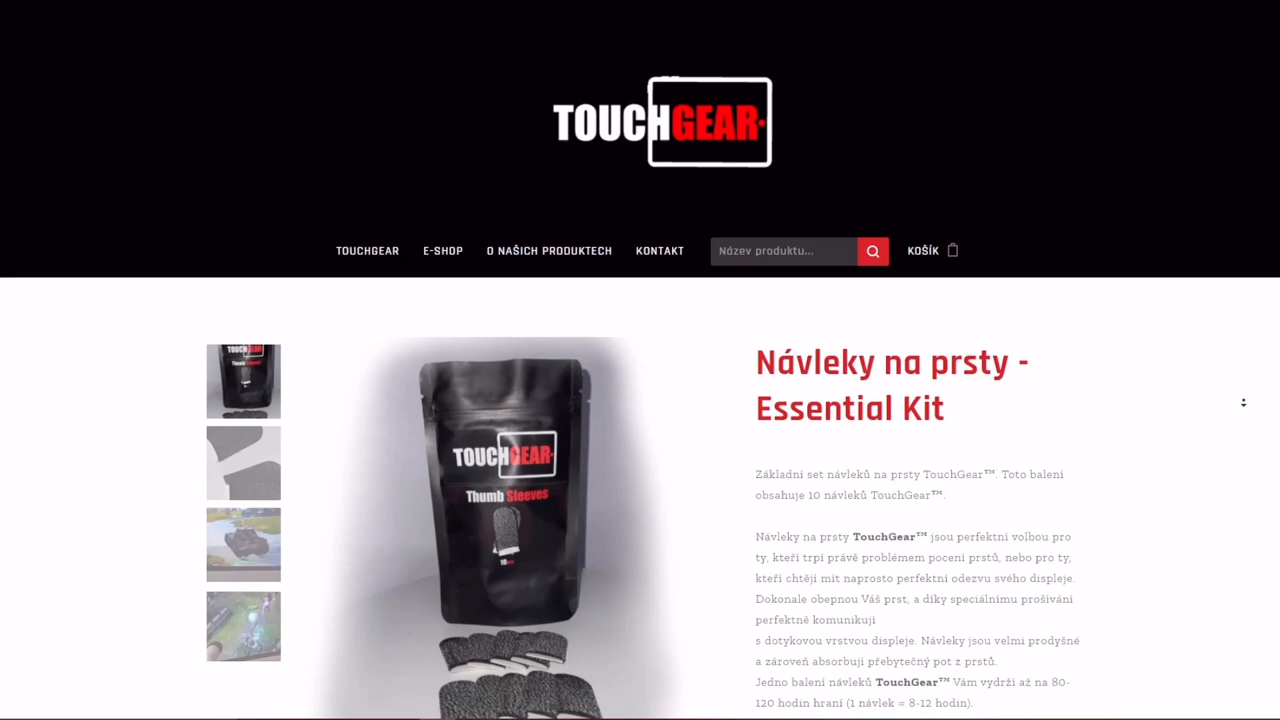 TOUCHGEAR
TOUCHGEAR E-SHOP O NAŠICH PRODUKTECH KONTAKT Název produktu... KOŠÍK
TOUCHGEAR
Thumb Sleeves
TOUCHGEAR
Thumb Sleeves
Návleky na prsty -
Essential Kit
Základní set návleků na prsty TouchGear™. Toto balení
obsahuje 10 návleků TouchGear™.
Návleky na prsty TouchGear™ jsou perfektní volbou pro
ty, kteří trpí právě problémem pocení prstů, nebo pro ty,
kteří chtějí mít naprosto perfektní odezvu svého displeje.
Dokonale obepnou Váš prst, a díky speciálnímu prošívání
perfektně komunikují
s dotykovou vrstvou displeje. Návleky jsou velmi prodyšné
a zároveň absorbují přebytečný pot z prstů.
Jedno balení návleků TouchGear™ Vám vydrží až na 80-
120 hodin hraní (1 návlek = 8-12 hodin).